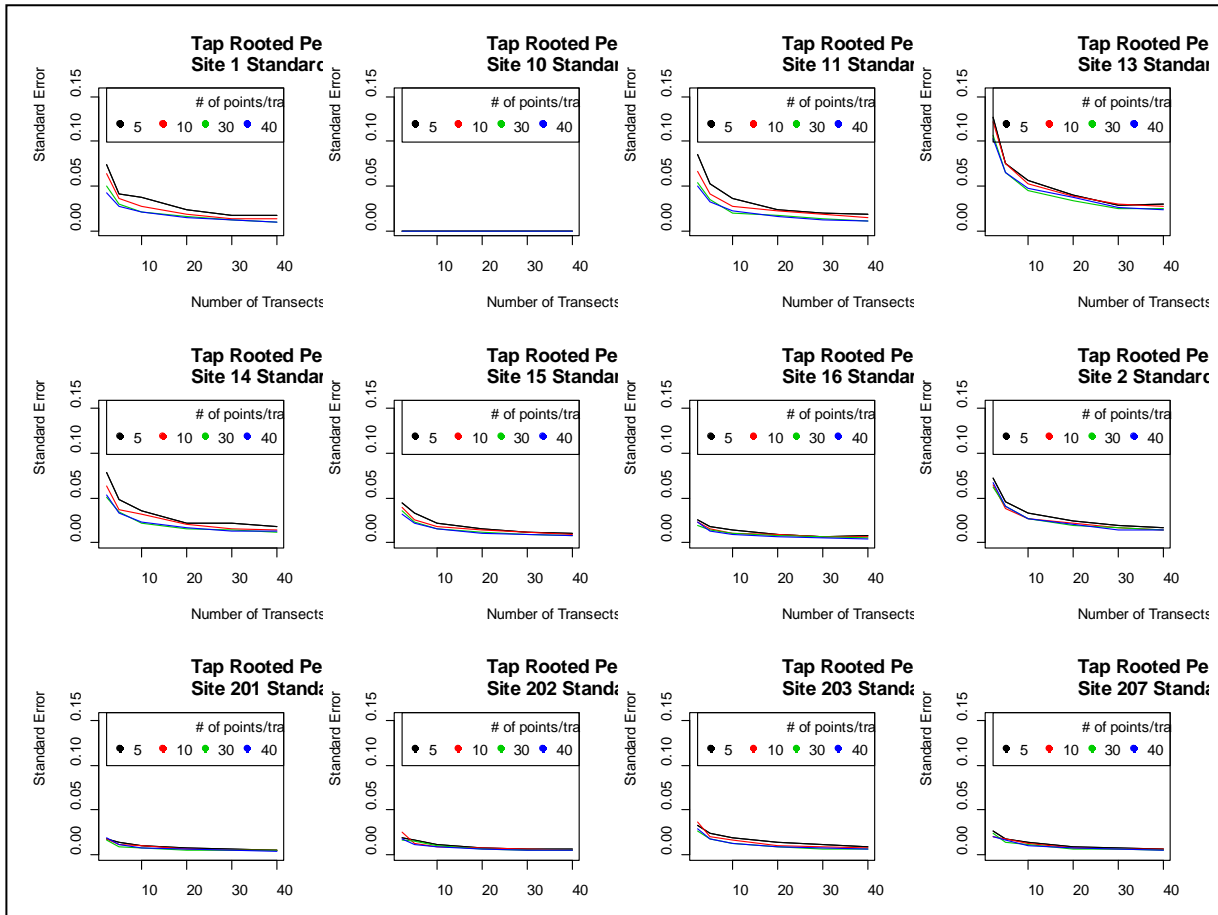 Tap Rooted Pe
Site 1 Standard
Standard Error
0.15
0.10
0.05
0.00
# of points/tra
5 10 30 40
10 20 30 40
Number of Transects
Tap Rooted Pe
Site 10 Standar
Standard Error
0.15
0.10
0.05
0.00
# of points/tra
5 10 30 40
10 20 30 40
Number of Transects
Tap Rooted Pe
Site 11 Standar
Standard Error
0.15
0.10
0.05
0.00
# of points/tra
5 10 30 40
10 20 30 40
Number of Transects
Tap Rooted Pe
Site 13 Standar
Standard Error
0.15
0.10
0.05
0.00
# of points/tra
5 10 30 40
10 20 30 40
Number of Transects
Tap Rooted Pe
Site 14 Standar
Standard Error
0.15
0.10
0.05
0.00
# of points/tra
5 10 30 40
10 20 30 40
Number of Transects
Tap Rooted Pe
Site 15 Standar
Standard Error
0.15
0.10
0.05
0.00
# of points/tra
5 10 30 40
10 20 30 40
Number of Transects
Tap Rooted Pe
Site 16 Standar
Standard Error
0.15
0.10
0.05
0.00
# of points/tra
5 10 30 40
10 20 30 40
Number of Transects
Tap Rooted Pe
Site 2 Standard
Standard Error
0.15
0.10
0.05
0.00
# of points/tra
5 10 30 40
10 20 30 40
Number of Transects
Tap Rooted Pe
Site 201 Standa
Standard Error
0.15
0.10
0.05
0.00
# of points/tra
5 10 30 40
10 20 30 40
Tap Rooted Pe
Site 202 Standa
Standard Error
0.15
0.10
0.05
0.00
# of points/tra
5 10 30 40
10 20 30 40
Tap Rooted Pe
Site 203 Standa
Standard Error
0.15
0.10
0.05
0.00
# of points/tra
5 10 30 40
10 20 30 40
Tap Rooted Pe
Site 207 Standa
Standard Error
0.15
0.10
0.05
0.00
# of points/tra
5 10 30 40
10 20 30 40